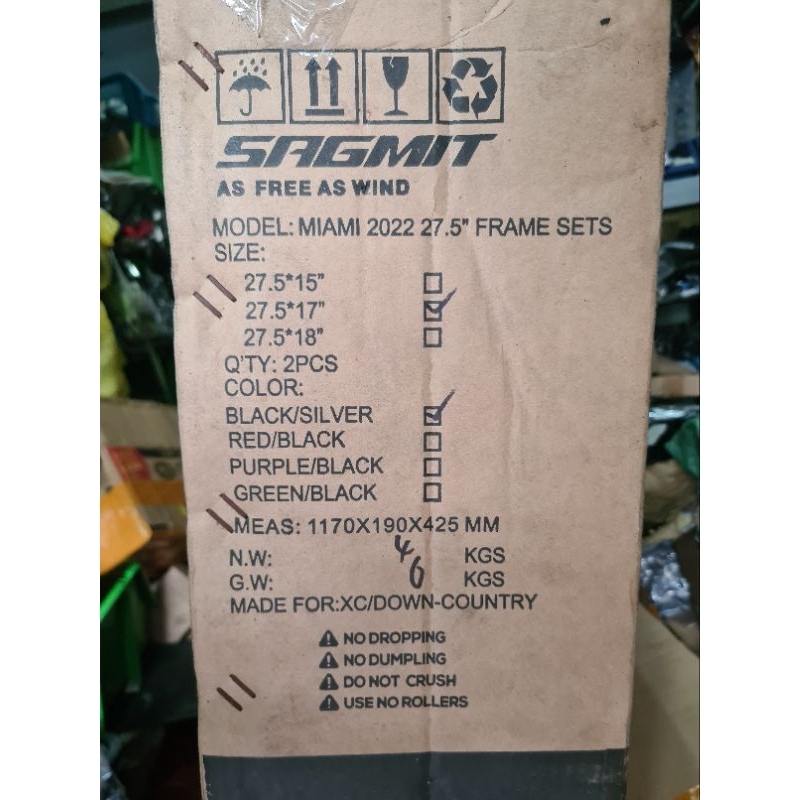 SAGMIT
AS FREE AS WIND
MODEL: MIAMI 2022 27.5" FRAME SETS
SIZE:
27.5*15"
27.5*17"
27.5*18"
Q'TY: 2PCS
COLOR:
BLACK/SILVER
RED/BLACK
PURPLE/BLACK
GREEN/BLACK
MEAS: 1170X190X425 MM
N.W: 4 KGS
G.W: 6 KGS
MADE FOR:XC/DOWN-COUNTRY
NO DROPPING
NO DUMPLING
DO NOT CRUSH
USE NO ROLLERS